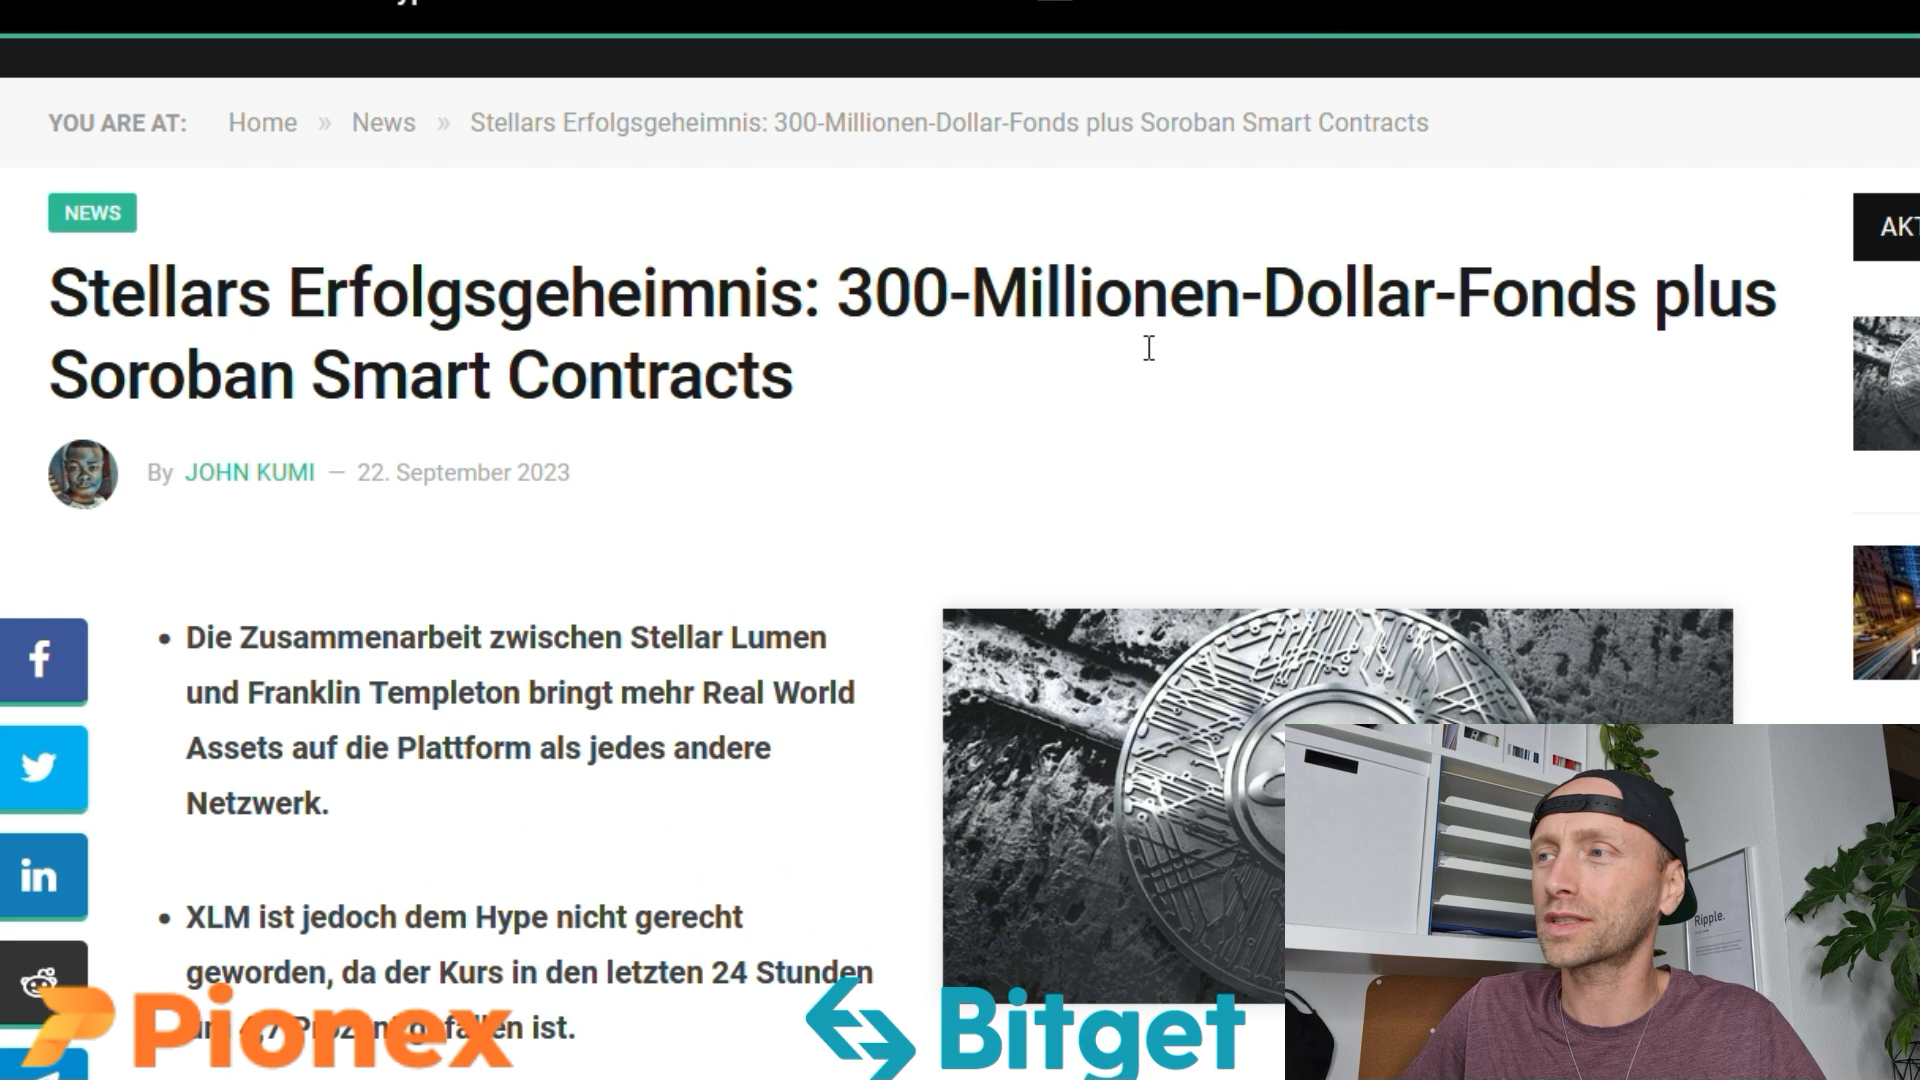 YOU ARE AT: Home » News » Stellars Erfolgsgeheimnis: 300-Millionen-Dollar-Fonds plus Soroban Smart Contracts
NEWS
AKT
Stellars Erfolgsgeheimnis: 300-Millionen-Dollar-Fonds plus
Soroban Smart Contracts
By JOHN KUMI — 22. September 2023
• Die Zusammenarbeit zwischen Stellar Lumen
und Franklin Templeton bringt mehr Real World
Assets auf die Plattform als jedes andere
Netzwerk.
• XLM ist jedoch dem Hype nicht gerecht
geworden, da der Kurs in den letzten 24 Stunden
ist.
Pionex
Bitget
Ripple.